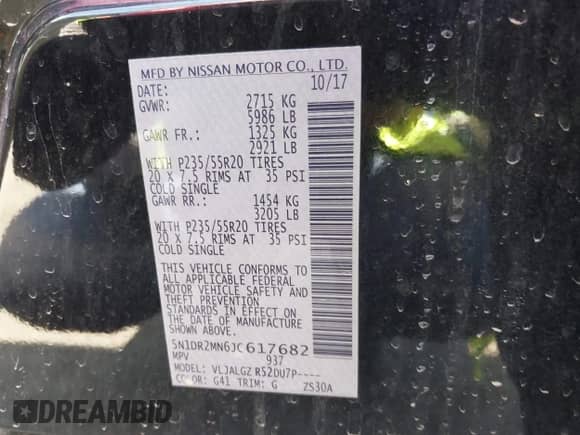 MFD BY NISSAN MOTOR CO., LTD.
DATE: 10/17
GVWR: 2715 KG
5986 LB
GAWR FR.: 1325 KG
2921 LB
WITH P235/55R20 TIRES
20 X 7.5 RIMS AT 35 PSI
COLD SINGLE
GAWR RR.: 1454 KG
3205 LB
WITH P235/55R20 TIRES
20 X 7.5 RIMS AT 35 PSI
COLD SINGLE
THIS VEHICLE CONFORMS TO
ALL APPLICABLE FEDERAL
MOTOR VEHICLE SAFETY AND
THEFT PREVENTION
STANDARDS IN EFFECT ON
THE DATE OF MANUFACTURE
SHOWN ABOVE.
5N1DR2MN6JC617682
MPV 937
MODEL: VLJALGZ R52DU7P----
COLOR: G41 TRIM: G ZS30A
DREAMBID